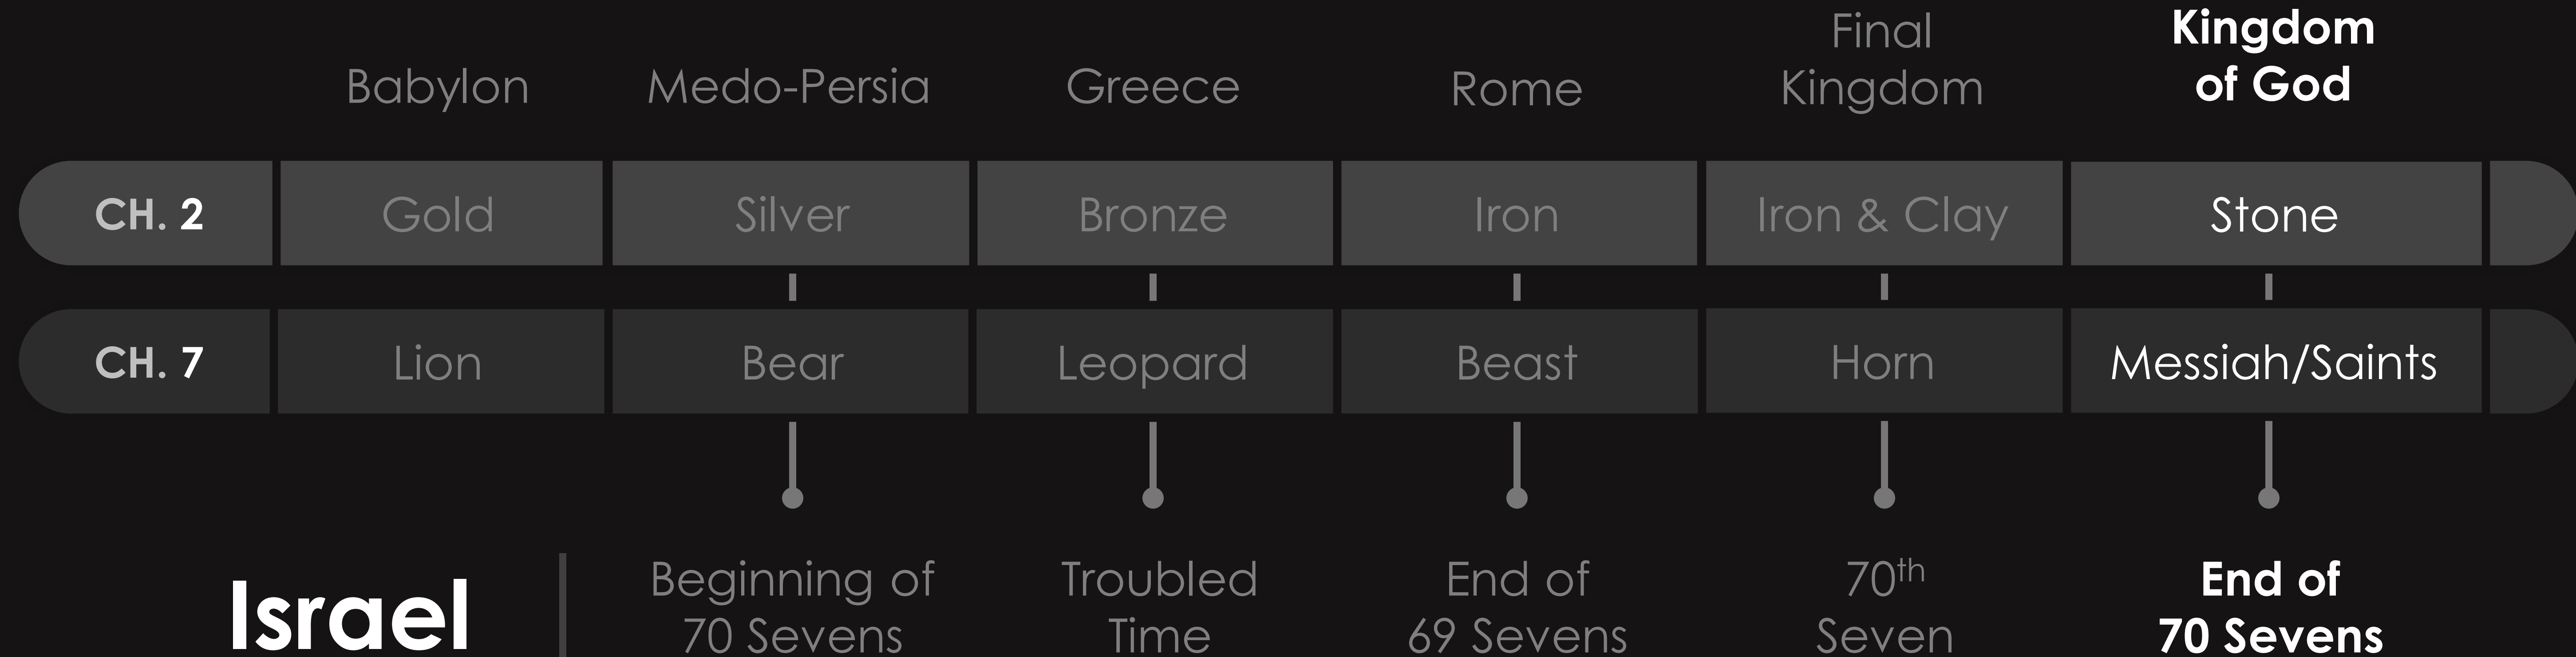 Babylon
Medo-Persia
Greece
Rome
Final
Kingdom
Kingdom
of God
CH. 2
Gold
Silver
Bronze
Iron
Iron & Clay
Stone
CH. 7
Lion
Bear
Leopard
Beast
Horn
Messiah/Saints
Israel
Beginning of
70 Sevens
Troubled
Time
End of
69 Sevens
70th
Seven
End of
70 Sevens